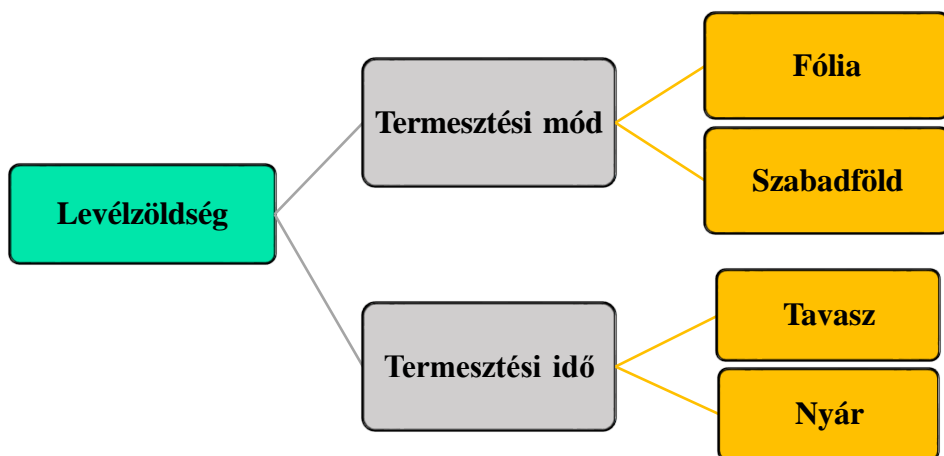 Levélzöldség
Termesztési mód
Fólia
Szabadföld
Termesztési idő
Tavasz
Nyár